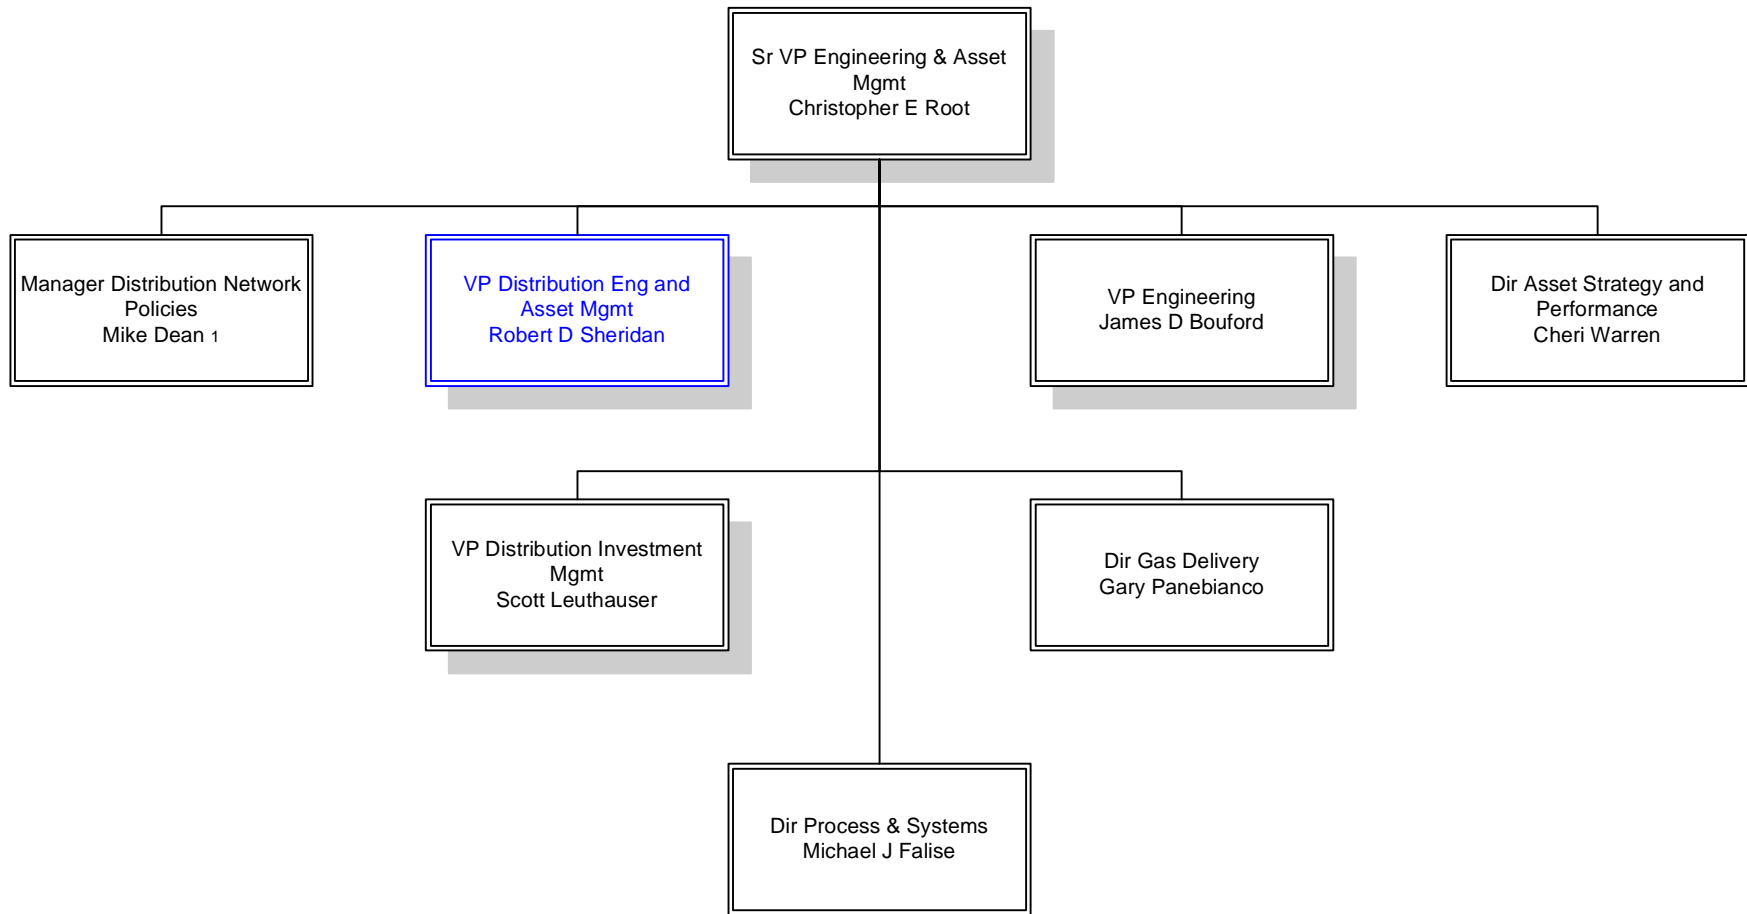 Sr VP Engineering & Asset
Mgmt
Christopher E Root
Manager Distribution Network
Policies
Mike Dean 1
VP Distribution Eng and
Asset Mgmt
Robert D Sheridan
VP Engineering
James D Bouford
Dir Asset Strategy and
Performance
Cheri Warren
VP Distribution Investment
Mgmt
Scott Leuthauser
Dir Gas Delivery
Gary Panebianco
Dir Process & Systems
Michael J Falise